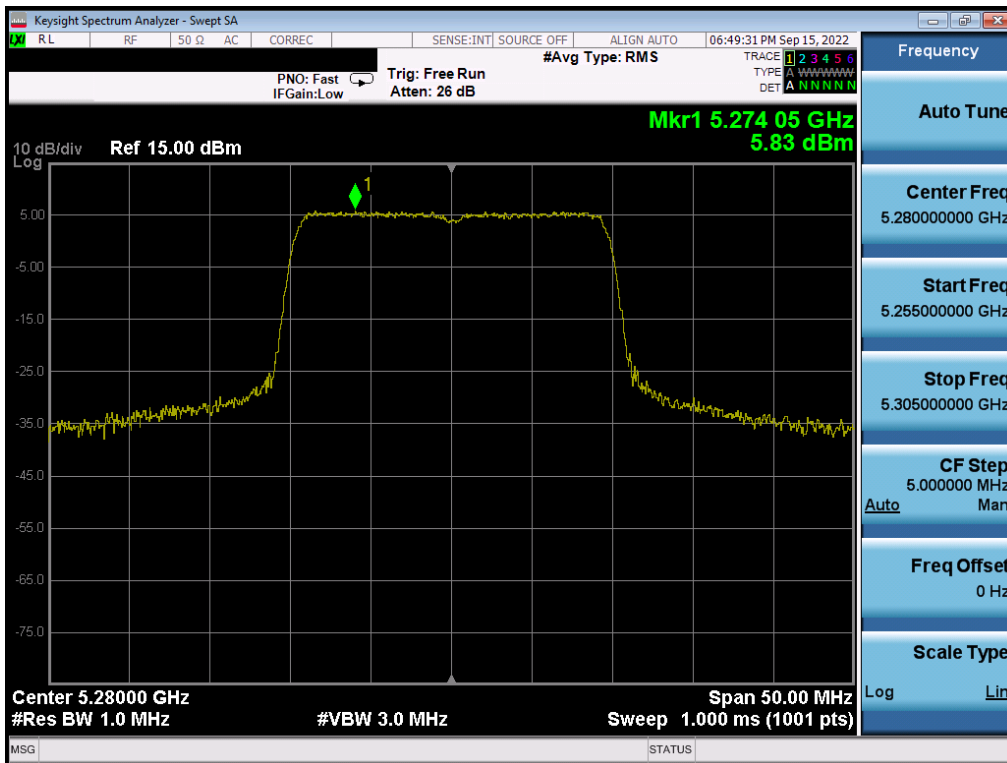 Keysight Spectrum Analyzer - Swept SA
LXI RL RF 50 Ω AC CORREC SENSE:INT SOURCE OFF ALIGN AUTO 06:49:31 PM Sep 15, 2022
#Avg Type: RMS
TRACE 1 2 3 4 5 6
PNO: Fast Trig: Free Run
TYPE A WWWWW
IFGain:Low Atten: 26 dB
DET A N N N N N
Mkr1 5.274 05 GHz
5.83 dBm
10 dB/div Ref 15.00 dBm
Log
1
5.00
-5.00
-15.0
-25.0
-35.0
-45.0
-55.0
-65.0
-75.0
Center 5.28000 GHz Span 50.00 MHz
#Res BW 1.0 MHz #VBW 3.0 MHz Sweep 1.000 ms (1001 pts)
MSG STATUS
Frequency
Auto Tune
Center Freq
5.280000000 GHz
Start Freq
5.255000000 GHz
Stop Freq
5.305000000 GHz
CF Step
5.000000 MHz
Auto Man
Freq Offset
0 Hz
Scale Type
Log Lin